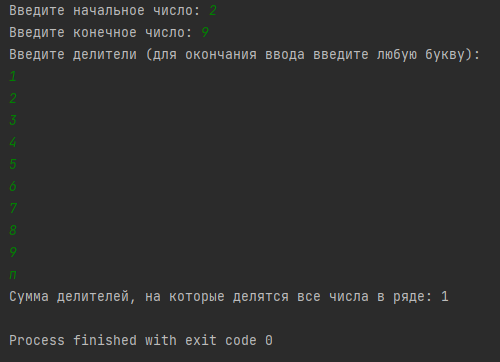 Введите начальное число: 2
Введите конечное число: 9
Введите делители (для окончания ввода введите любую букву):
1
2
3
4
5
6
7
8
9
п
Сумма делителей, на которые делятся все числа в ряде: 1
Process finished with exit code 0